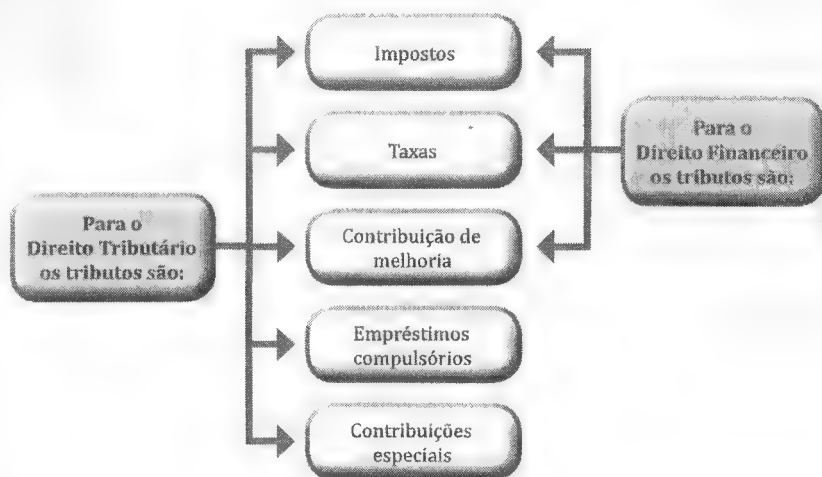 Impostos
Taxas
Contribuição de
melhoria
Empréstimos
compulsórios
Contribuições
especiais
Para o
Direito Tributário
os tributos são:
Para o
Direito Financeiro
os tributos são: